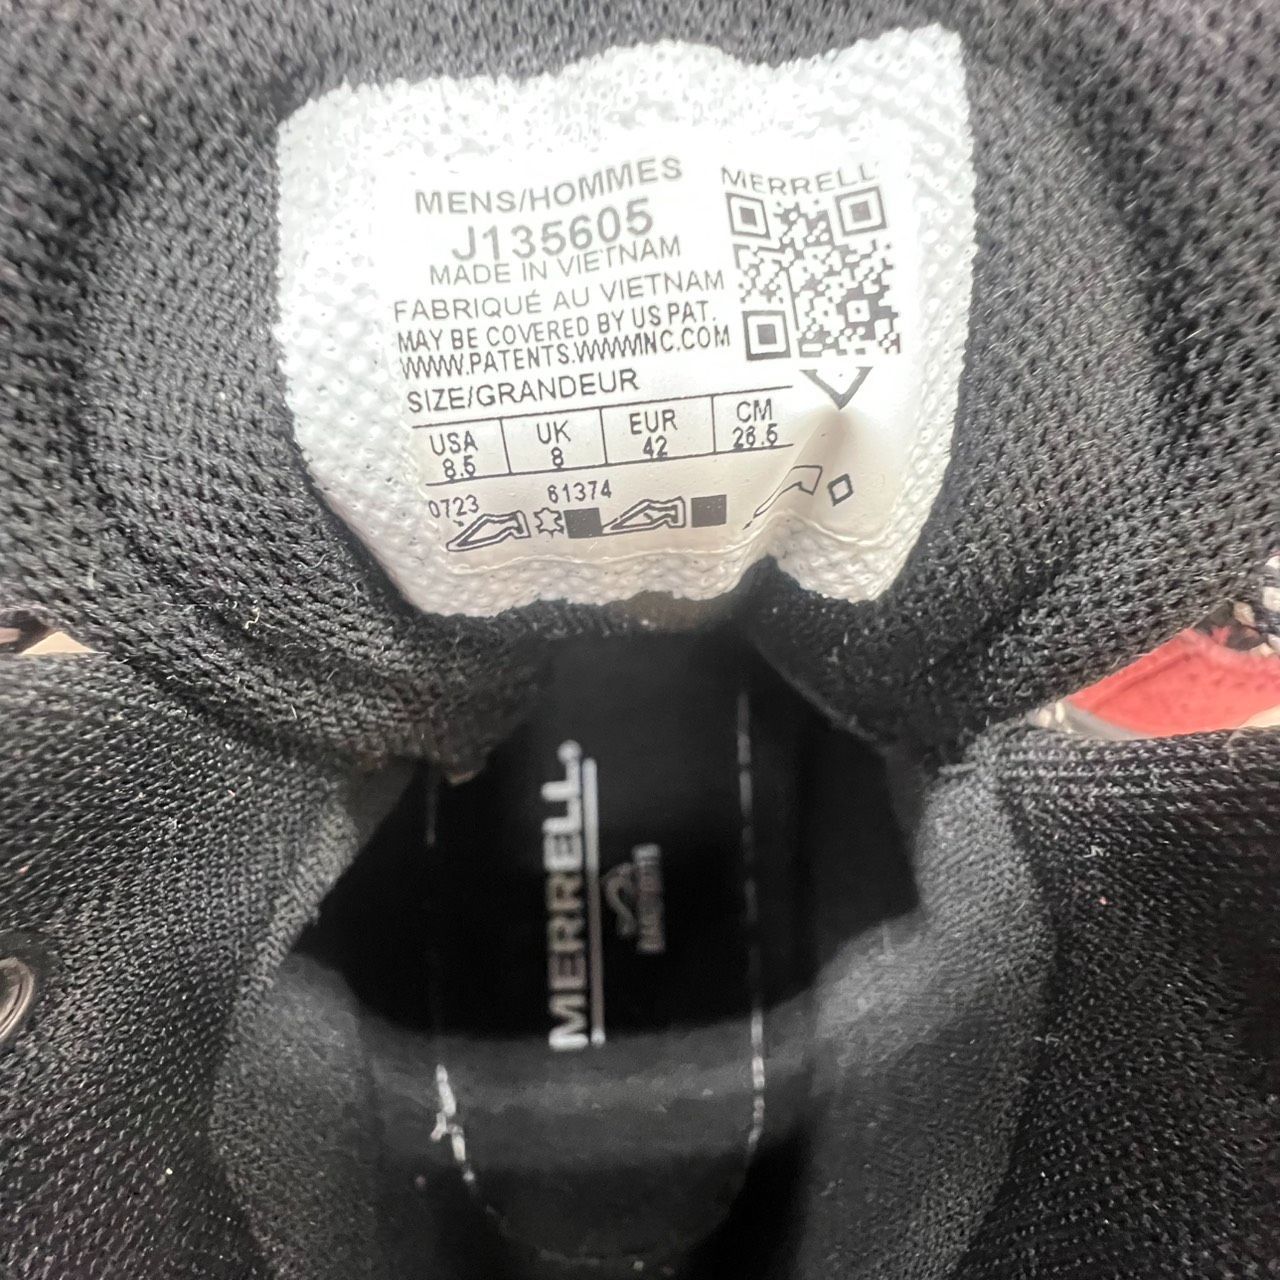 MENS/HOMMES
J135605
MADE IN VIETNAM
FABRIQUÉ AU VIETNAM
MAY BE COVERED BY US PAT.
WWW.PATENTS.WWWINC.COM
SIZE/GRANDEUR
USA UK EUR CM
8.5 8 42 26.5
0723 61374
MERRELL
MERRELL